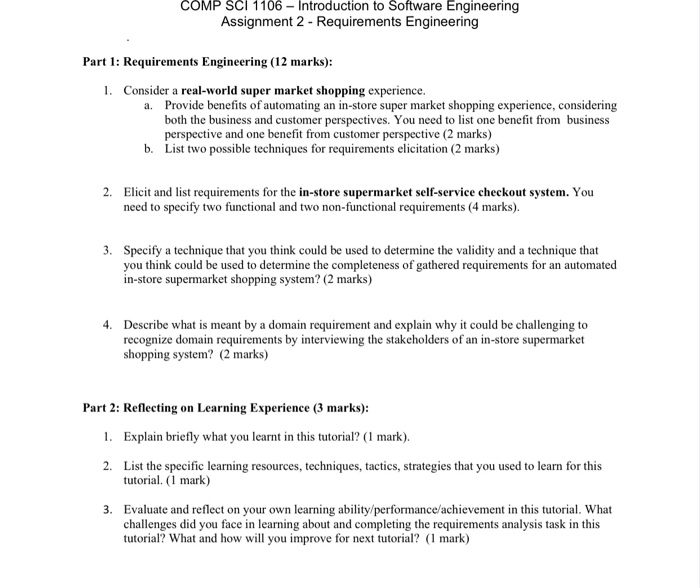 COMP SCI 1106 – Introduction to Software Engineering
Assignment 2 - Requirements Engineering
Part 1: Requirements Engineering (12 marks):
1. Consider a real-world super market shopping experience.
a. Provide benefits of automating an in-store super market shopping experience, considering
both the business and customer perspectives. You need to list one benefit from business
perspective and one benefit from customer perspective (2 marks)
b. List two possible techniques for requirements elicitation (2 marks)
2. Elicit and list requirements for the in-store supermarket self-service checkout system. You
need to specify two functional and two non-functional requirements (4 marks).
3. Specify a technique that you think could be used to determine the validity and a technique that
you think could be used to determine the completeness of gathered requirements for an automated
in-store supermarket shopping system? (2 marks)
4. Describe what is meant by a domain requirement and explain why it could be challenging to
recognize domain requirements by interviewing the stakeholders of an in-store supermarket
shopping system? (2 marks)
Part 2: Reflecting on Learning Experience (3 marks):
1. Explain briefly what you learnt in this tutorial? (1 mark).
2. List the specific learning resources, techniques, tactics, strategies that you used to learn for this
tutorial. (1 mark)
3. Evaluate and reflect on your own learning ability/performance/achievement in this tutorial. What
challenges did you face in learning about and completing the requirements analysis task in this
tutorial? What and how will you improve for next tutorial? (1 mark)